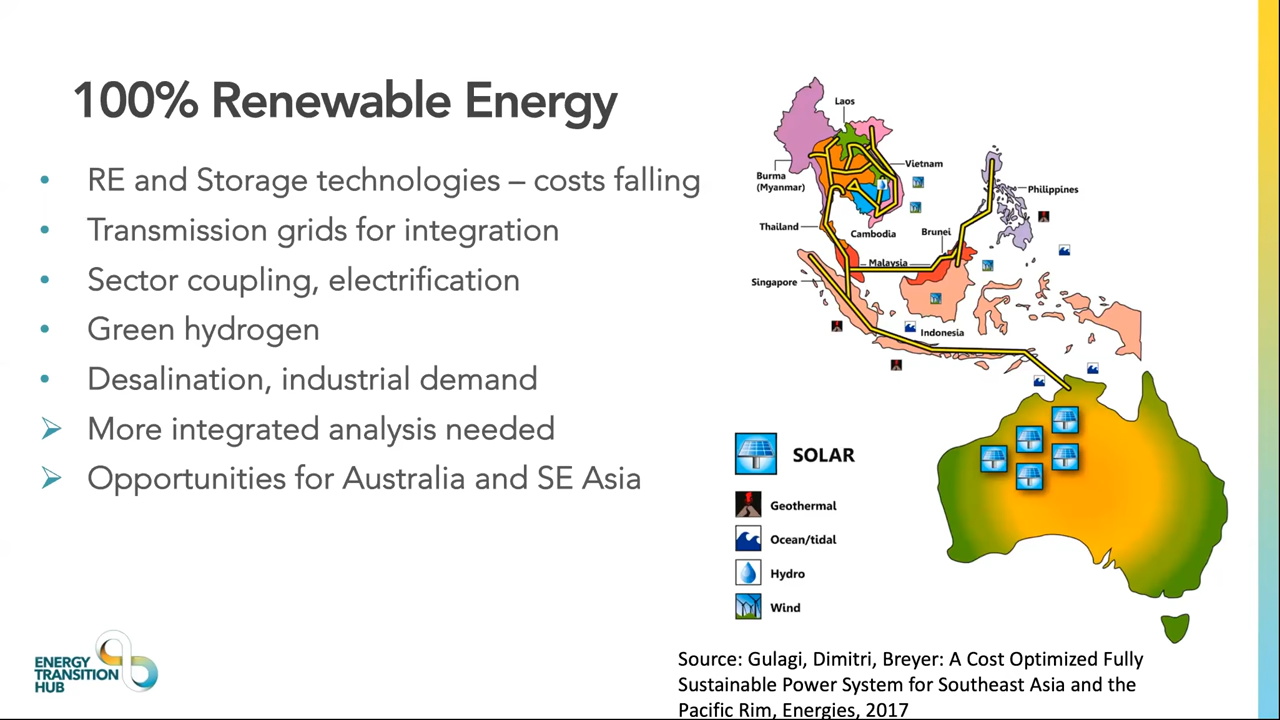 100% Renewable Energy
• RE and Storage technologies – costs falling
• Transmission grids for integration
• Sector coupling, electrification
• Green hydrogen
• Desalination, industrial demand
➢ More integrated analysis needed
➢ Opportunities for Australia and SE Asia
Laos
Burma
(Myanmar)
Vietnam
Philippines
Thailand
Cambodia
Brunei
Malaysia
Singapore
Indonesia
SOLAR
Geothermal
Ocean/tidal
Hydro
Wind
ENERGY
TRANSITION
HUB
Source: Gulagi, Dimitri, Breyer: A Cost Optimized Fully
Sustainable Power System for Southeast Asia and the
Pacific Rim, Energies, 2017